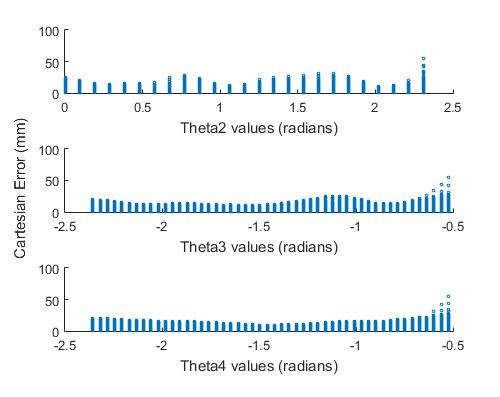 100
50
0
0 0.5 1 1.5 2 2.5
Theta2 values (radians)
Cartesian Error (mm)
100
50
0
-2.5 -2 -1.5 -1 -0.5
Theta3 values (radians)
100
50
0
-2.5 -2 -1.5 -1 -0.5
Theta4 values (radians)